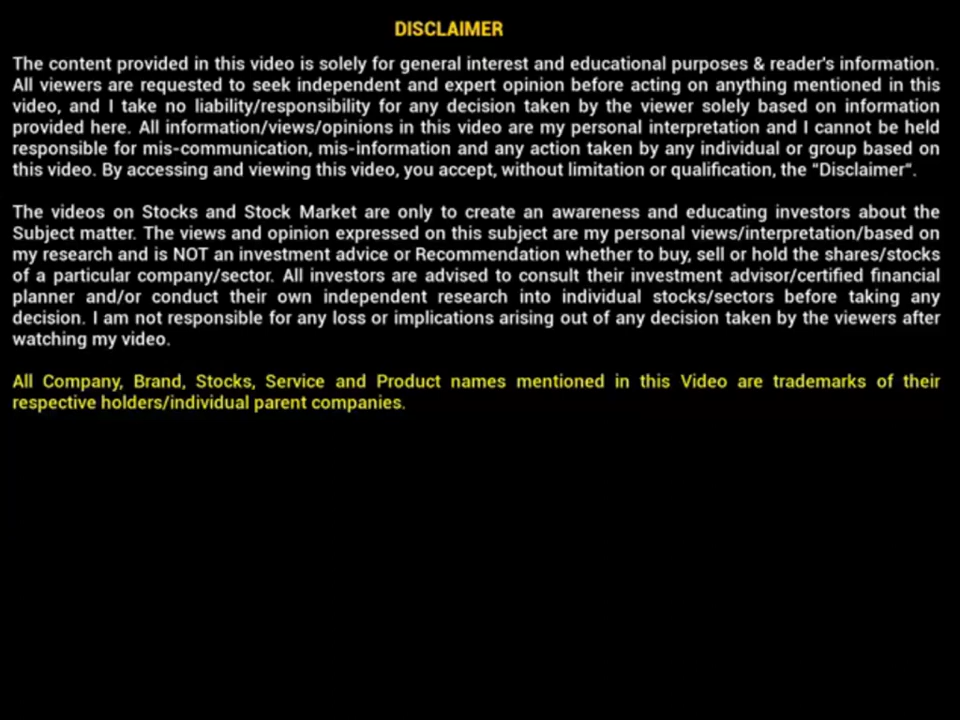 DISCLAIMER
The content provided in this video is solely for general interest and educational purposes & reader's information.
All viewers are requested to seek independent and expert opinion before acting on anything mentioned in this
video, and I take no liability/responsibility for any decision taken by the viewer solely based on information
provided here. All information/views/opinions in this video are my personal interpretation and I cannot be held
responsible for mis-communication, mis-information and any action taken by any individual or group based on
this video. By accessing and viewing this video, you accept, without limitation or qualification, the "Disclaimer".
The videos on Stocks and Stock Market are only to create an awareness and educating investors about the
Subject matter. The views and opinion expressed on this subject are my personal views/interpretation/based on
my research and is NOT an investment advice or Recommendation whether to buy, sell or hold the shares/stocks
of a particular company/sector. All investors are advised to consult their investment advisor/certified financial
planner and/or conduct their own independent research into individual stocks/sectors before taking any
decision. I am not responsible for any loss or implications arising out of any decision taken by the viewers after
watching my video.
All Company, Brand, Stocks, Service and Product names mentioned in this Video are trademarks of their
respective holders/individual parent companies.